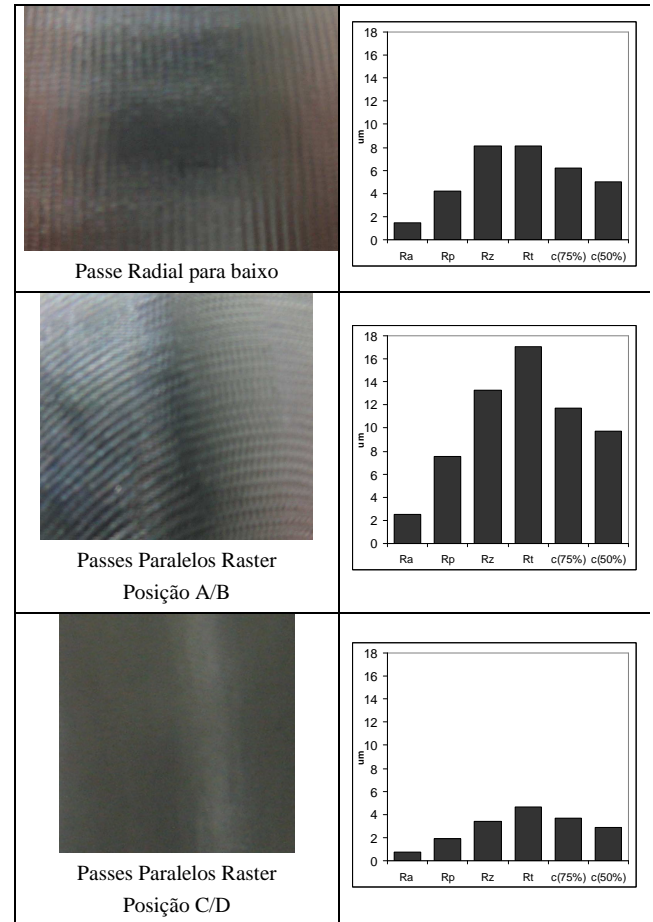 18
16
14
12
10
8
6
4
2
0
um
Ra Rp Rz Rt c(75%) c(50%)
Passe Radial para baixo
18
16
14
12
10
8
6
4
2
0
um
Ra Rp Rz Rt c(75%) c(50%)
Passes Paralelos Raster
Posição A/B
18
16
14
12
10
8
6
4
2
0
um
Ra Rp Rz Rt c(75%) c(50%)
Passes Paralelos Raster
Posição C/D